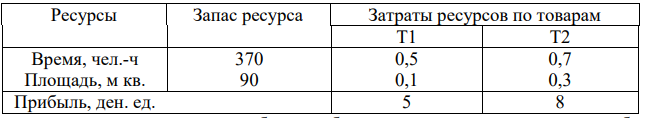 Ресурсы Запас ресурса Затраты ресурсов по товарам
Т1 Т2
Время, чел.-ч 370 0,5 0,7
Площадь, м кв. 90 0,1 0,3
Прибыль, ден. ед. 5 8